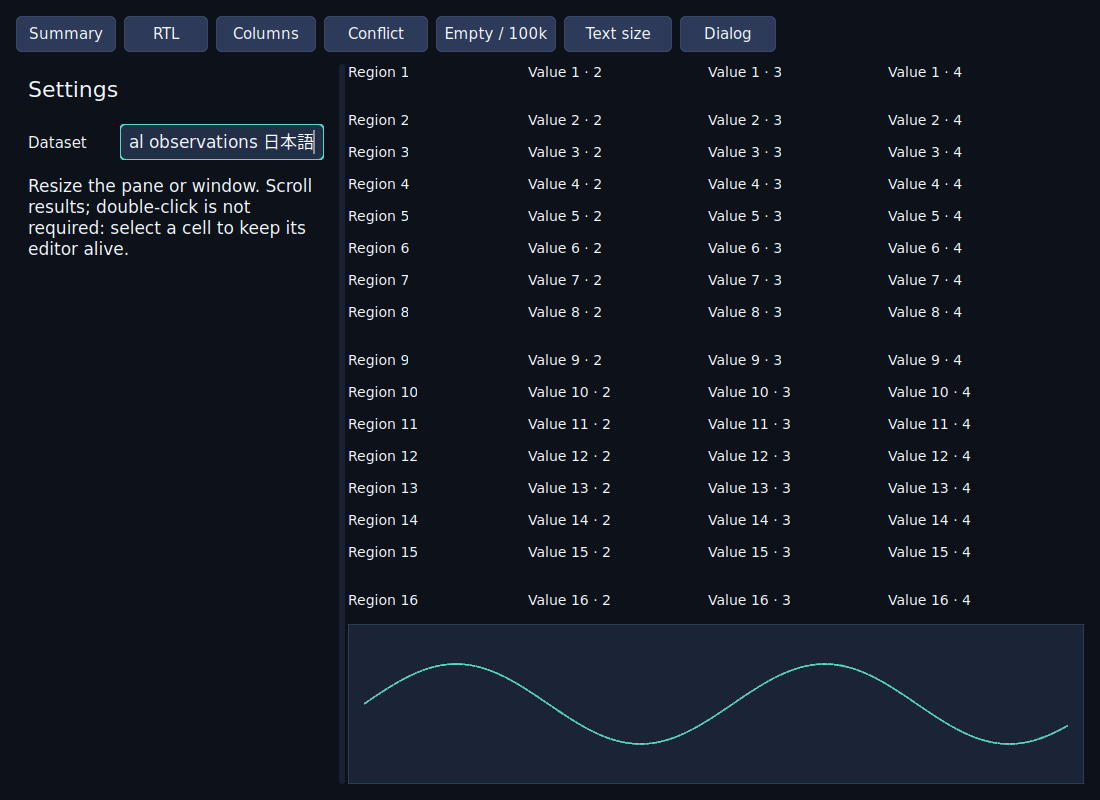 Summary RTL Columns Conflict Empty / 100k Text size Dialog
Settings
Dataset al observations 日本語
Resize the pane or window. Scroll
results; double-click is not
required: select a cell to keep its
editor alive.
Region 1 Value 1 · 2 Value 1 · 3 Value 1 · 4
Region 2 Value 2 · 2 Value 2 · 3 Value 2 · 4
Region 3 Value 3 · 2 Value 3 · 3 Value 3 · 4
Region 4 Value 4 · 2 Value 4 · 3 Value 4 · 4
Region 5 Value 5 · 2 Value 5 · 3 Value 5 · 4
Region 6 Value 6 · 2 Value 6 · 3 Value 6 · 4
Region 7 Value 7 · 2 Value 7 · 3 Value 7 · 4
Region 8 Value 8 · 2 Value 8 · 3 Value 8 · 4
Region 9 Value 9 · 2 Value 9 · 3 Value 9 · 4
Region 10 Value 10 · 2 Value 10 · 3 Value 10 · 4
Region 11 Value 11 · 2 Value 11 · 3 Value 11 · 4
Region 12 Value 12 · 2 Value 12 · 3 Value 12 · 4
Region 13 Value 13 · 2 Value 13 · 3 Value 13 · 4
Region 14 Value 14 · 2 Value 14 · 3 Value 14 · 4
Region 15 Value 15 · 2 Value 15 · 3 Value 15 · 4
Region 16 Value 16 · 2 Value 16 · 3 Value 16 · 4